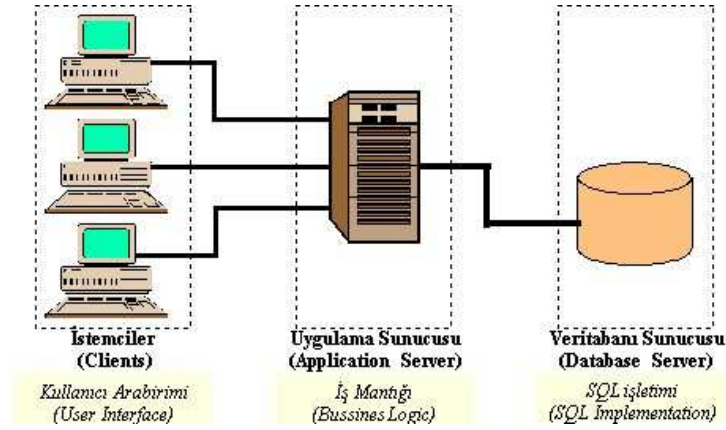 İstemciler
(Clients)
Kullanıcı Arabirimi
(User Interface)
Uygulama Sunucusu
(Application Server)
İş Mantığı
(Bussines Logic)
Veritabanı Sunucusu
(Database Server)
SQL işletimi
(SQL Implementation)